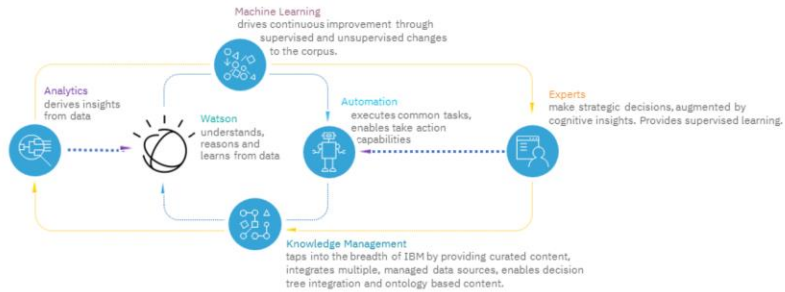 Machine Learning
drives continuous improvement through
supervised and unsupervised changes
to the corpus.
Analytics
derives insights
from data
Watson
understands,
reasons and
learns from data
Automation
executes common tasks,
enables take action
capabilities
Experts
make strategic decisions, augmented by
cognitive insights. Provides supervised learning.
Knowledge Management
taps into the breadth of IBM by providing curated content,
integrates multiple, managed data sources, enables decision
tree integration and ontology based content.